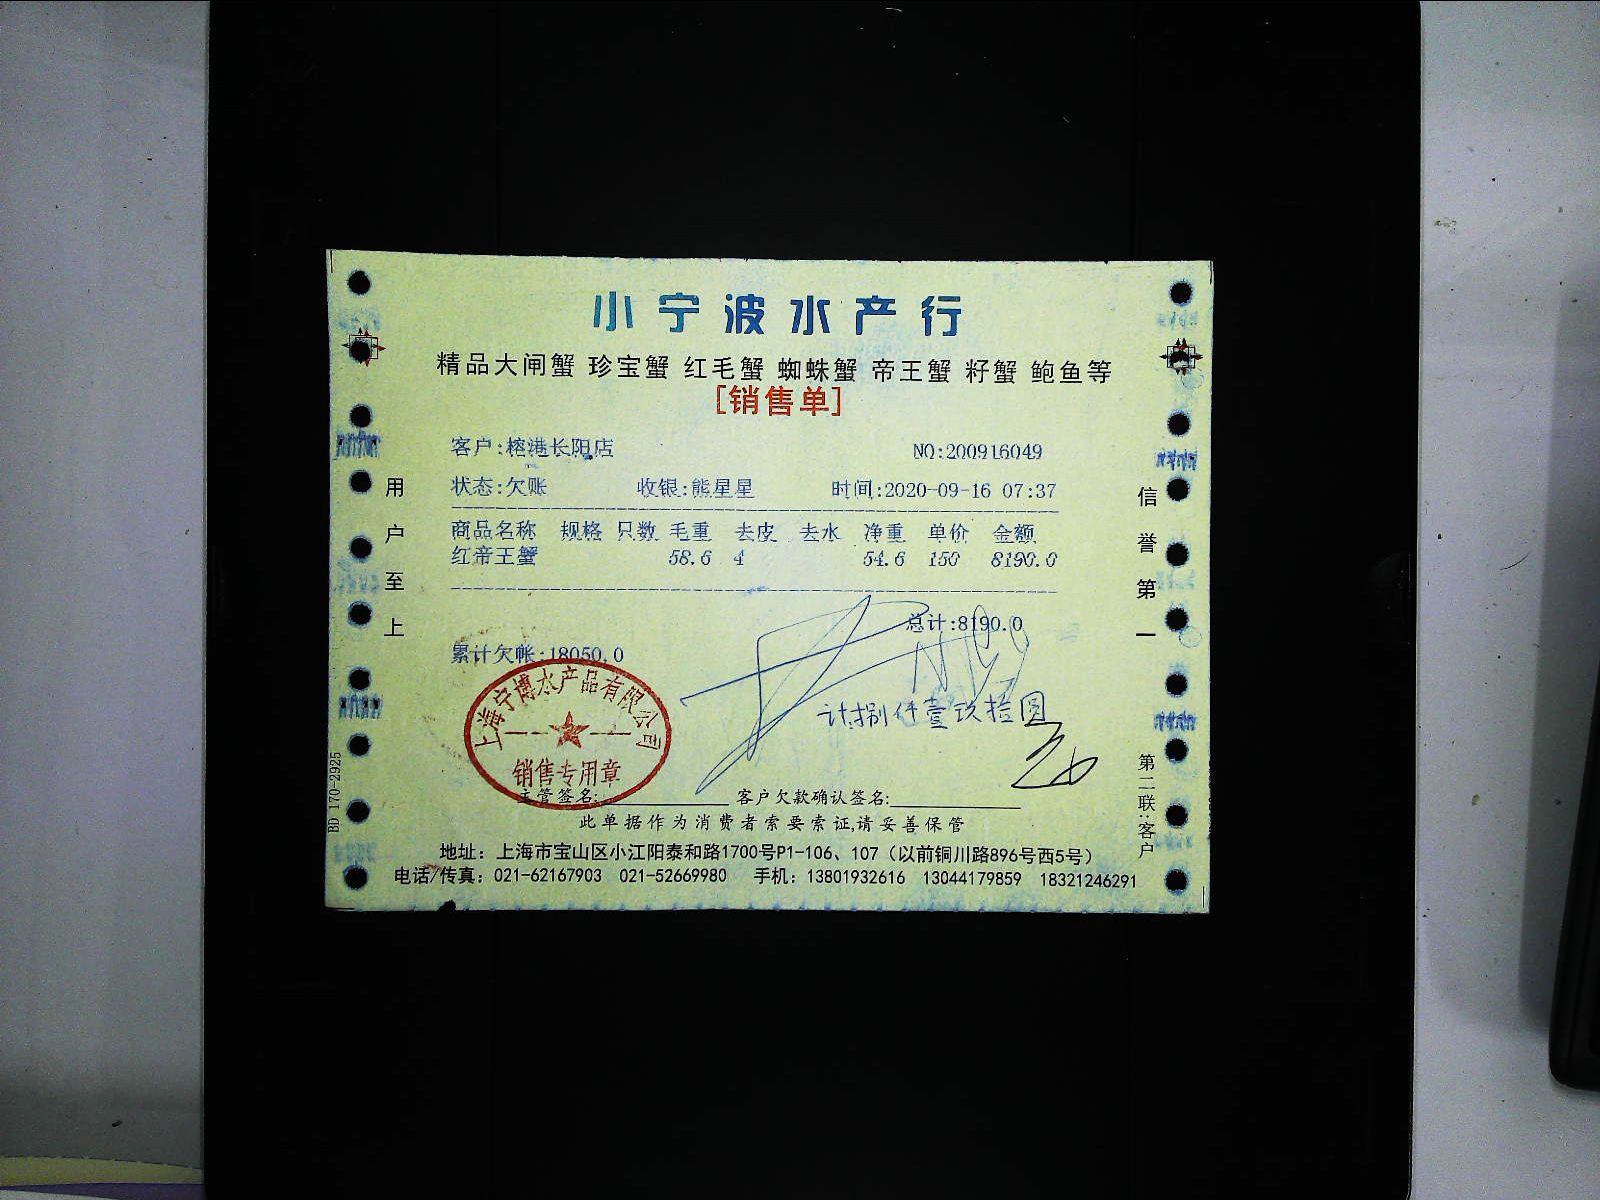 小宁波水产行
精品大闸蟹 珍宝蟹 红毛蟹 蜘蛛蟹 帝王蟹 籽蟹 鲍鱼等
[销售单]
客户:榕港长阳店 NO:200916049
状态:欠账 收银:熊星星 时间:2020-09-16 07:37
商品名称 规格 只数 毛重 去皮 去水 净重 单价 金额
红帝王蟹 58.6 4 54.6 150 8190.0
总计:8190.0
累计欠帐:18050.0
计捌仟壹玖拾圆
上海宁博水产品有限公司
销售专用章
主管签名: 客户欠款确认签名:
此单据作为消费者索要索证,请妥善保管
地址：上海市宝山区小江阳泰和路1700号P1-106、107（以前铜川路896号西5号）
电话/传真：021-62167903 021-52669980 手机：13801932616 13044179859 18321246291
用户至上
信誉第一
第二联:客户
BD 170-2925